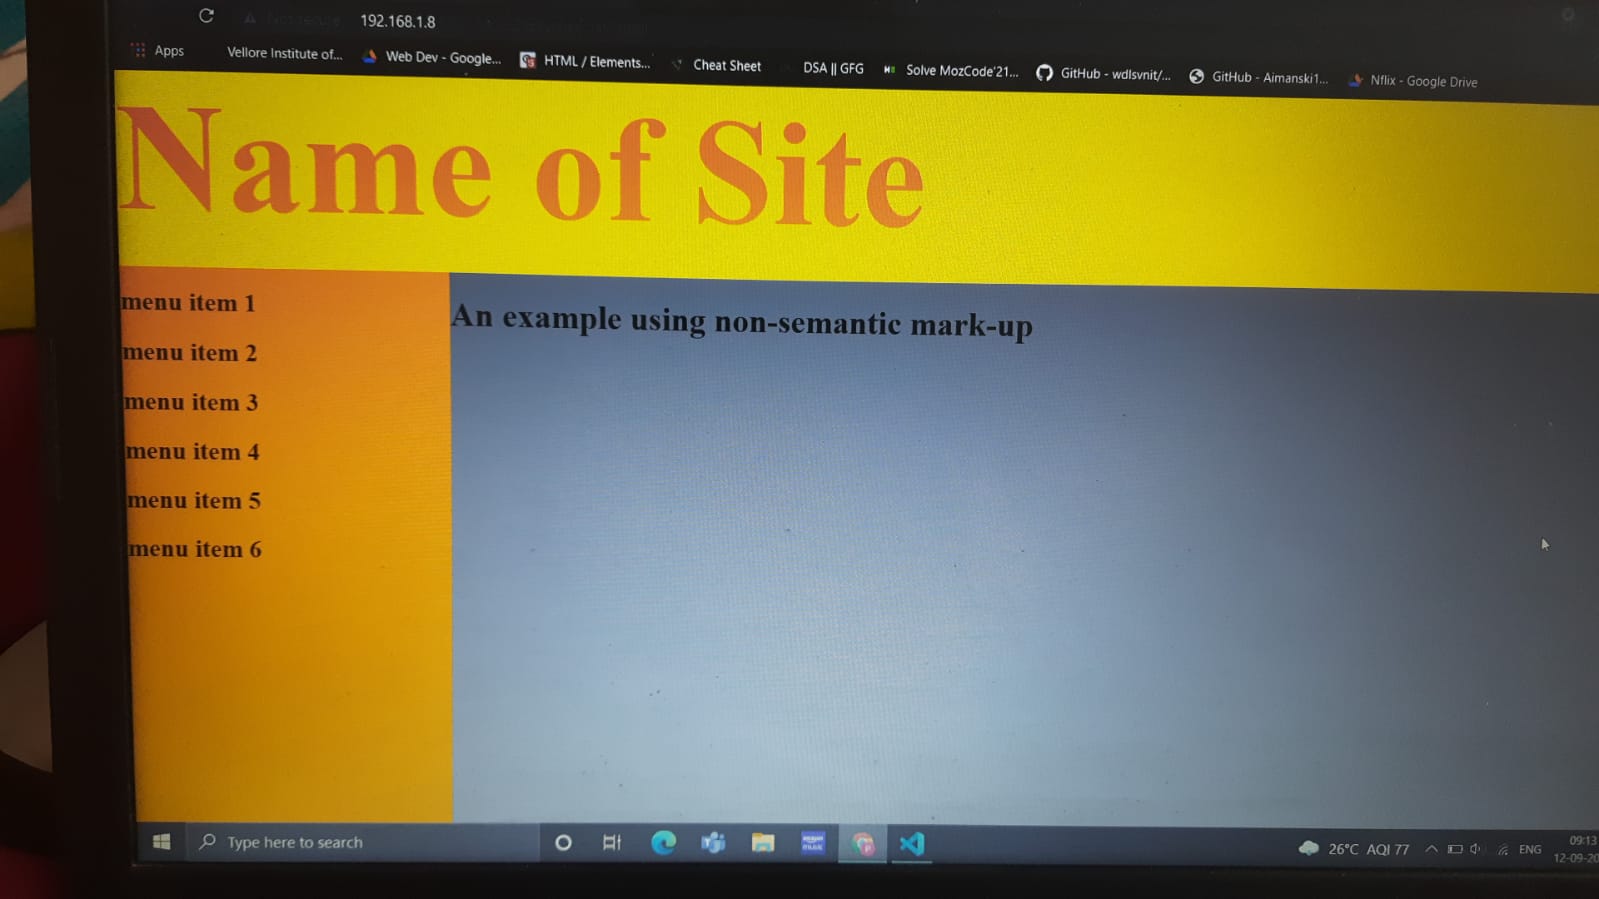 192.168.1.8
Apps Vellore Institute of... Web Dev - Google... HTML / Elements... Cheat Sheet DSA || GFG Solve MozCode'21... GitHub - wdlsvnit/... GitHub - Aimanski1... Nflix - Google Drive
Name of Site
menu item 1
menu item 2
menu item 3
menu item 4
menu item 5
menu item 6
An example using non-semantic mark-up
Type here to search
26°C AQI 77 ENG
09:13
12-09-20